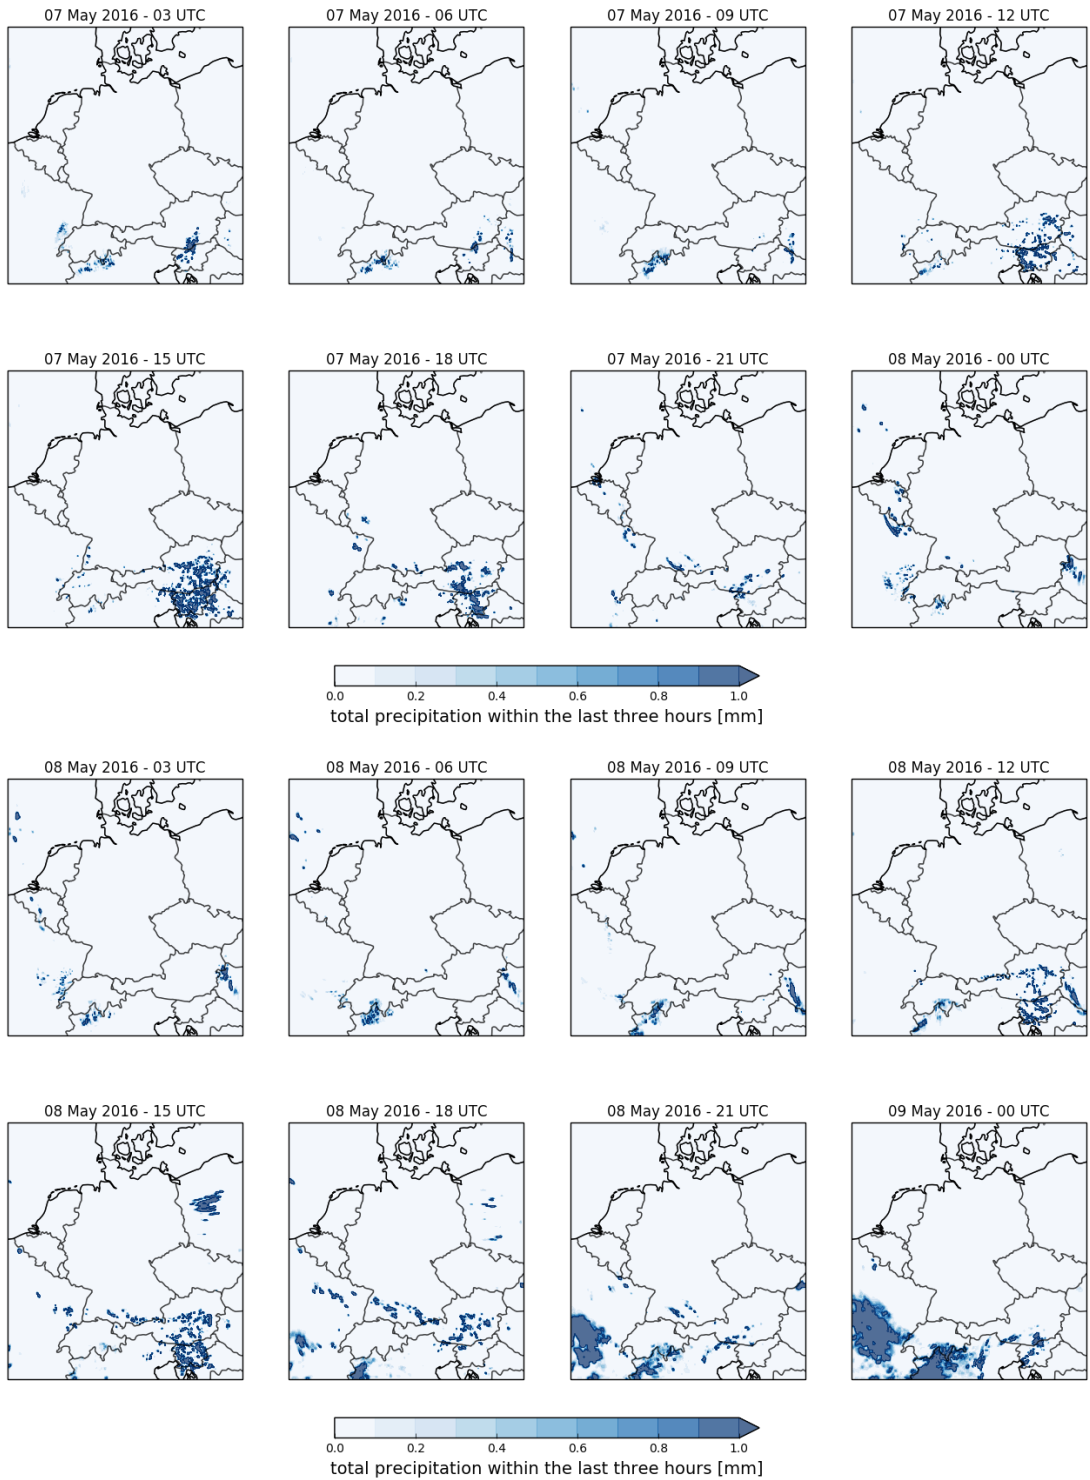 07 May 2016 - 03 UTC
07 May 2016 - 06 UTC
07 May 2016 - 09 UTC
07 May 2016 - 12 UTC
07 May 2016 - 15 UTC
07 May 2016 - 18 UTC
07 May 2016 - 21 UTC
08 May 2016 - 00 UTC
0.0 0.2 0.4 0.6 0.8 1.0
total precipitation within the last three hours [mm]
08 May 2016 - 03 UTC
08 May 2016 - 06 UTC
08 May 2016 - 09 UTC
08 May 2016 - 12 UTC
08 May 2016 - 15 UTC
08 May 2016 - 18 UTC
08 May 2016 - 21 UTC
09 May 2016 - 00 UTC
0.0 0.2 0.4 0.6 0.8 1.0
total precipitation within the last three hours [mm]